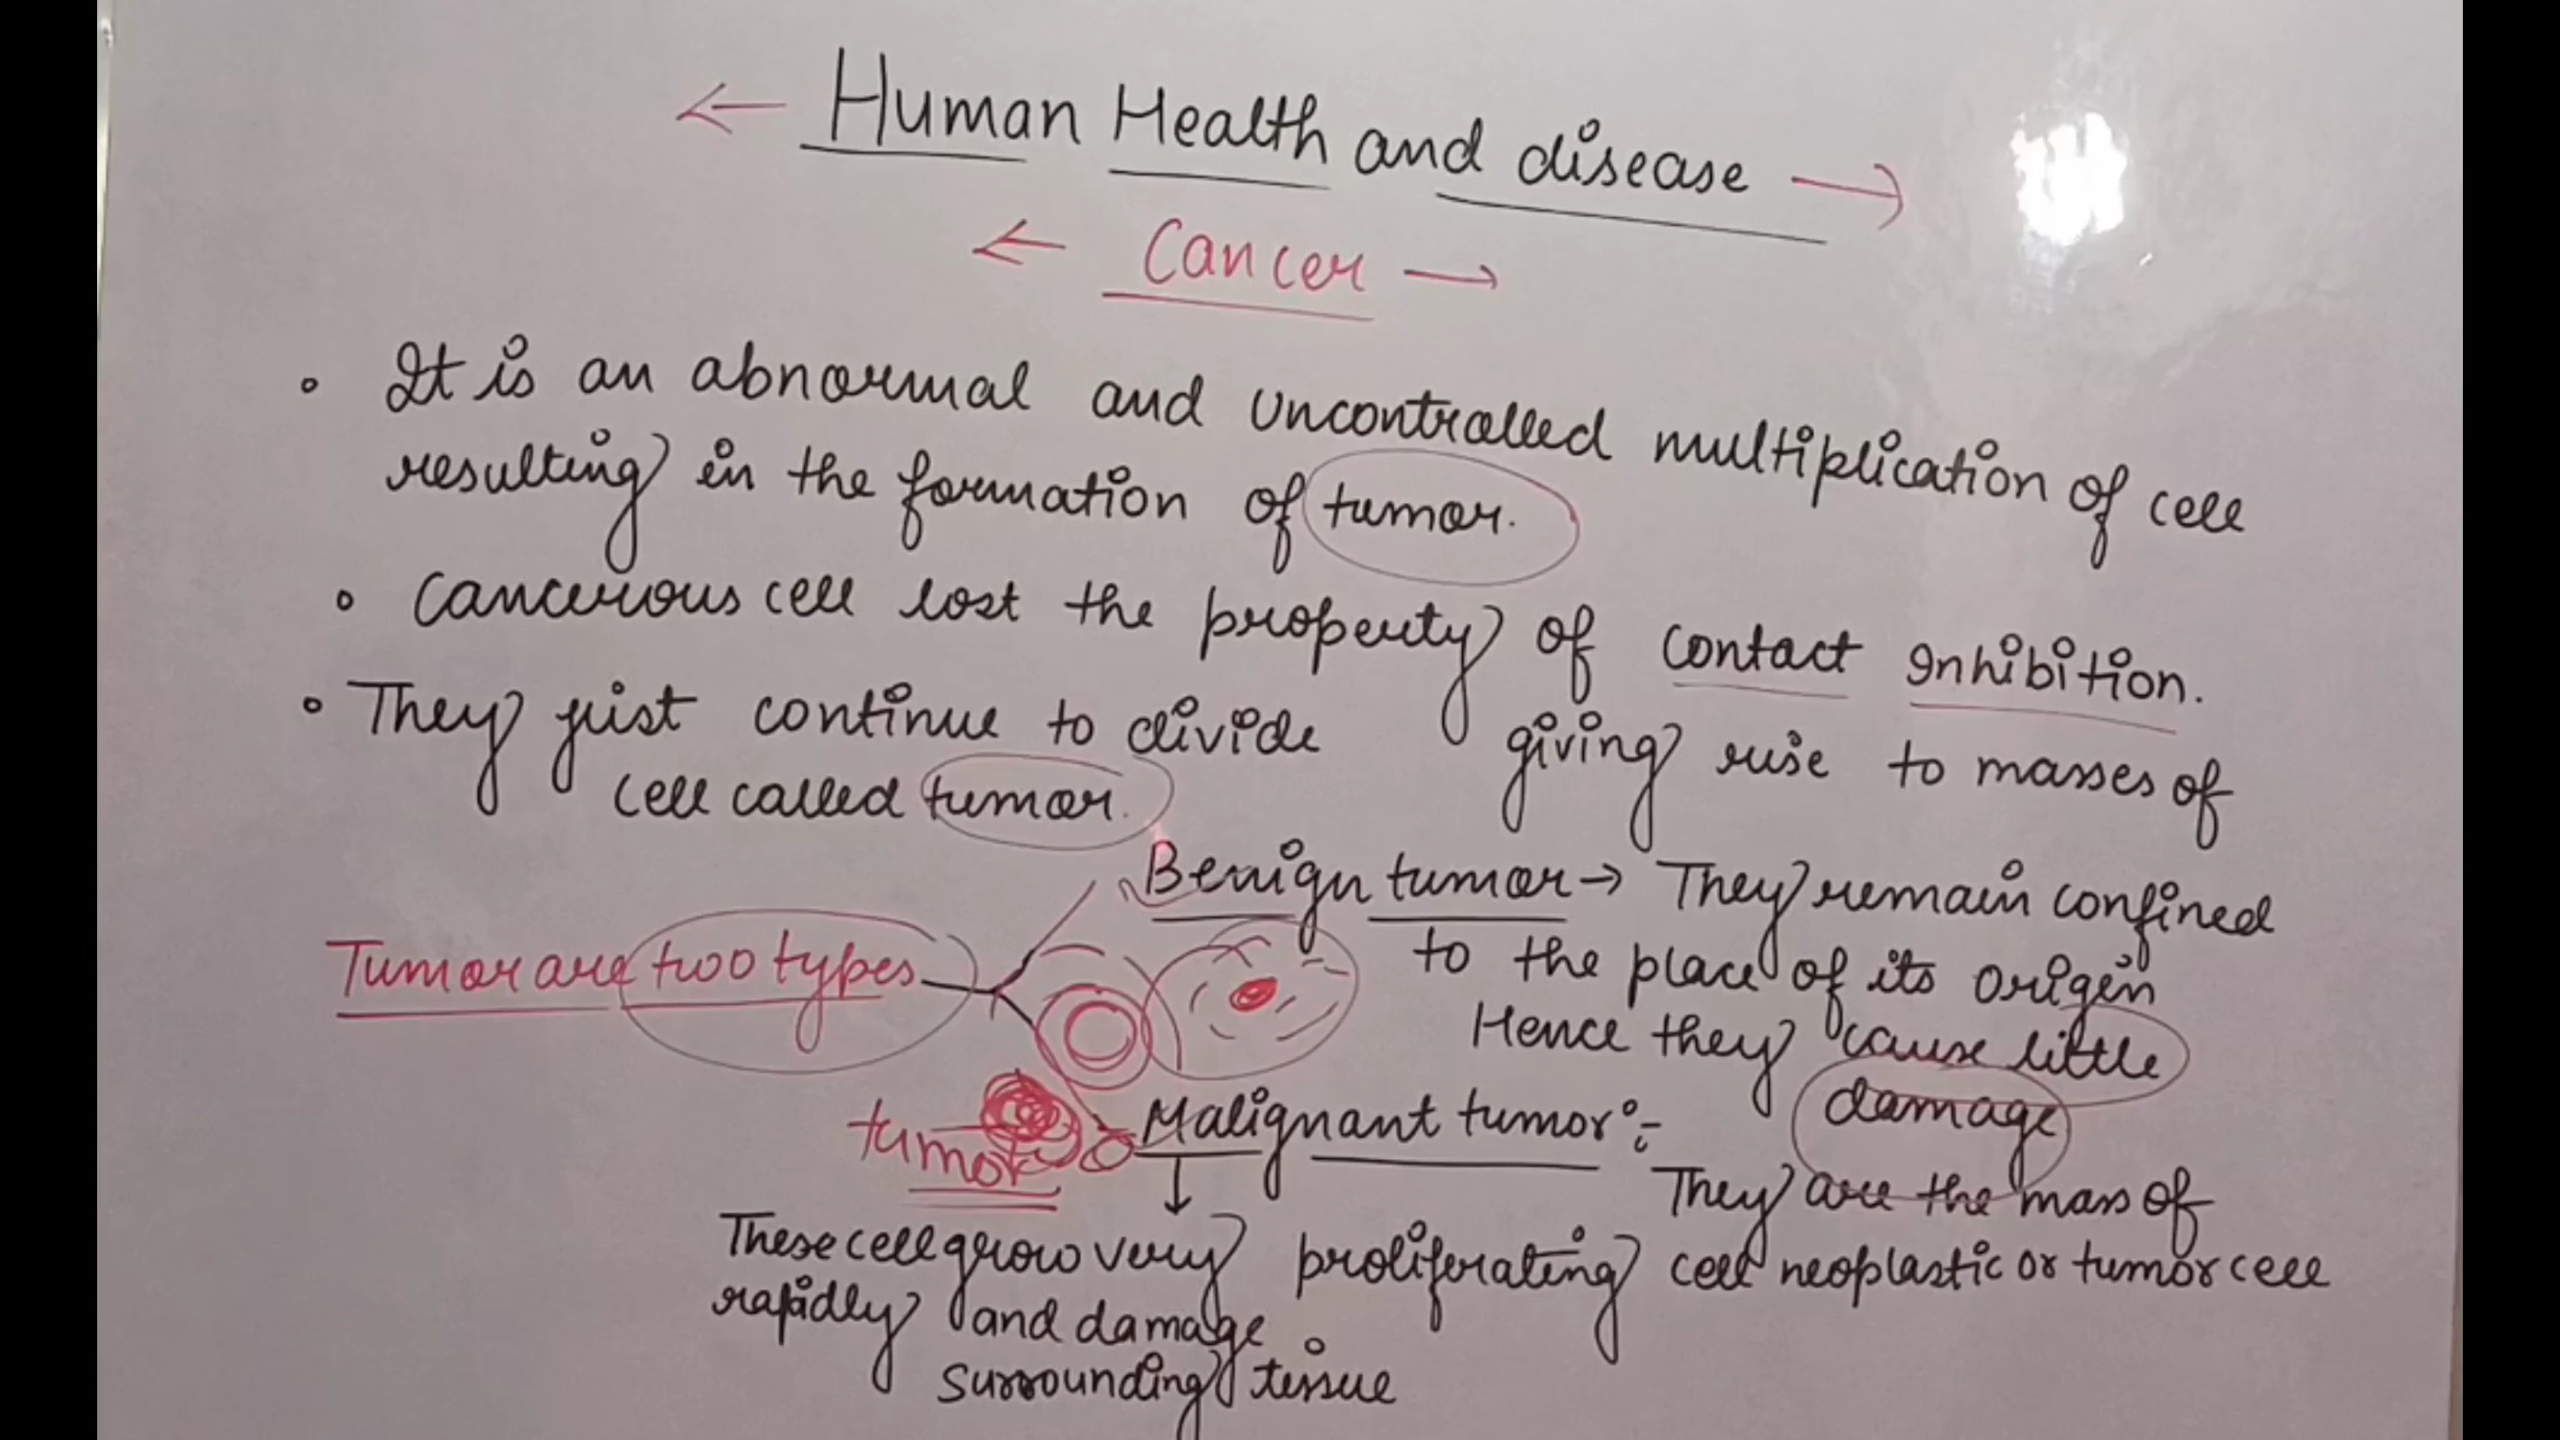 Human Health and disease
Cancer
It is an abnormal and uncontrolled multiplication of cell
resulting in the formation of tumor.
Cancerous cell lost the property of contact Inhibition.
They just continue to divide giving rise to masses of
cell called tumor.
Benign tumor → They remain confined
to the place of its origin
Tumor are two types
Hence they cause little
damage
tumor
Malignant tumor :-
They are the mass of
proliferating cell neoplastic or tumor cell
These cell grow very
rapidly and damage
surrounding tissue